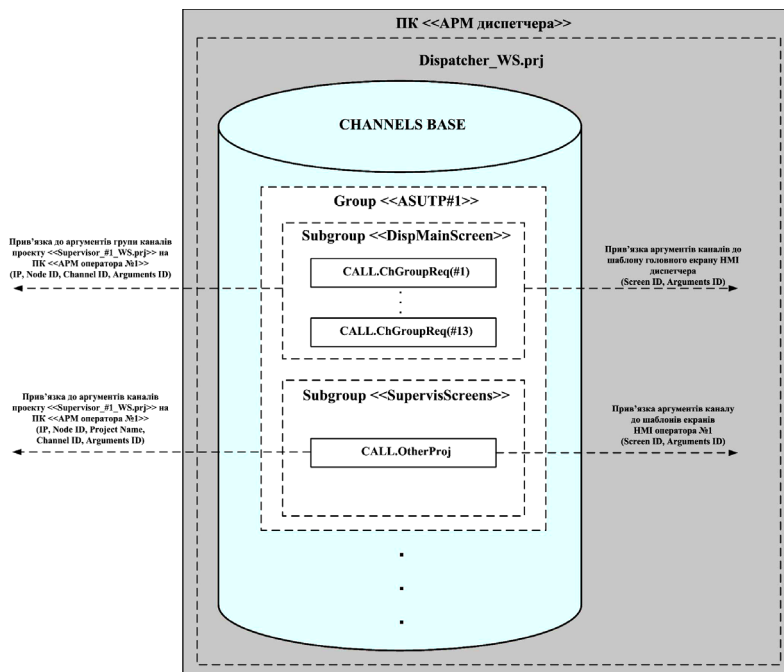 ПК <<АРМ диспетчера>>
Dispatcher_WS.prj
CHANNELS BASE
Group <<ASUTP#1>>
Subgroup <<DispMainScreen>>
CALL.ChGroupReq(#1)
CALL.ChGroupReq(#13)
Прив’язка до аргументів групи каналів
проекту <<Supervisor_#1_WS.prj>> на
ПК <<АРМ оператора №1>>
(IP, Node ID, Channel ID, Arguments ID)
Прив’язка аргументів каналів до
шаблону головного екрану HMI
диспетчера
(Screen ID, Arguments ID)
Subgroup <<SupervisScreens>>
CALL.OtherProj
Прив’язка до аргументів каналів
проекту <<Supervisor_#1_WS.prj>> на
ПК <<АРМ оператора №1>>
(IP, Node ID, Project Name,
Channel ID, Arguments ID)
Прив’язка аргументів каналу
до шаблонів екранів
HMI оператора №1
(Screen ID, Arguments ID)